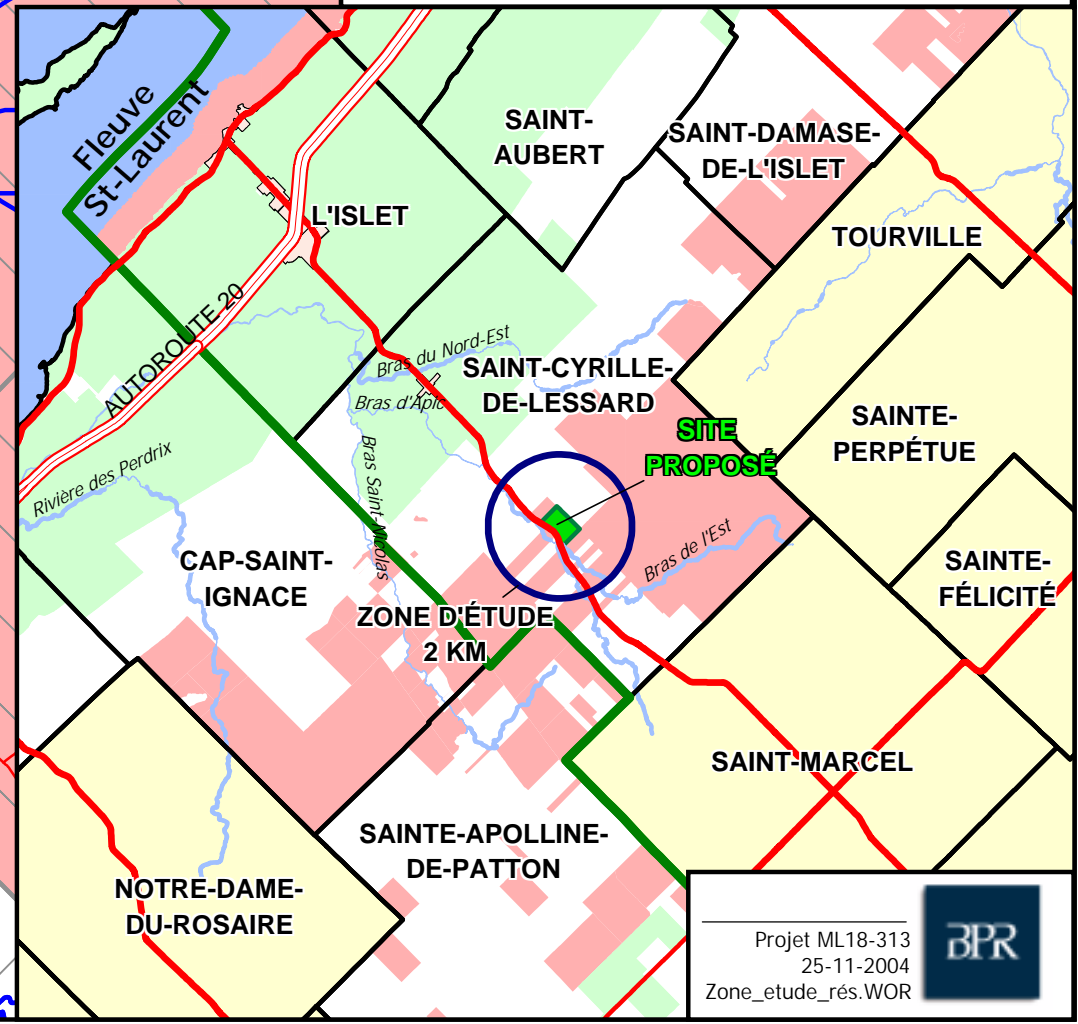 Fleuve
St-Laurent
SAINT-
AUBERT
SAINT-DAMASE-
DE-L'ISLET
L'ISLET
TOURVILLE
AUTOROUTE 20
Bras du Nord-Est
SAINT-CYRILLE-
DE-LESSARD
Bras d'Apic
SITE
PROPOSÉ
SAINTE-
PERPÉTUE
Rivière des Perdrix
Bras Saint-Nicolas
Bras de l'Est
CAP-SAINT-
IGNACE
SAINTE-
FÉLICITÉ
ZONE D'ÉTUDE
2 KM
SAINT-MARCEL
SAINTE-APOLLINE-
DE-PATTON
NOTRE-DAME-
DU-ROSAIRE
Projet ML18-313
25-11-2004
Zone_etude_rés.WOR
BPR